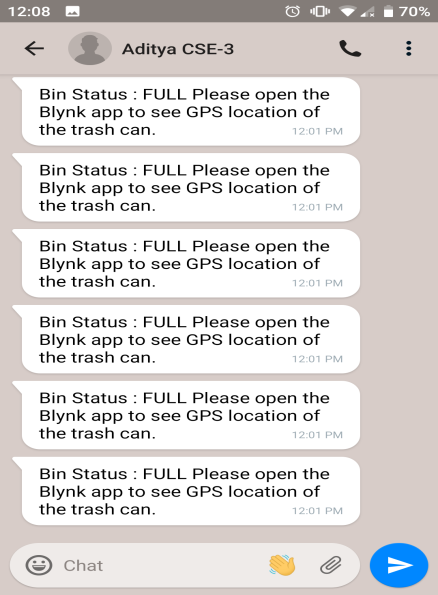 12:08 70%
Aditya CSE-3
Bin Status : FULL Please open the
Blynk app to see GPS location of
the trash can. 12:01 PM
Bin Status : FULL Please open the
Blynk app to see GPS location of
the trash can. 12:01 PM
Bin Status : FULL Please open the
Blynk app to see GPS location of
the trash can. 12:01 PM
Bin Status : FULL Please open the
Blynk app to see GPS location of
the trash can. 12:01 PM
Bin Status : FULL Please open the
Blynk app to see GPS location of
the trash can. 12:01 PM
Bin Status : FULL Please open the
Blynk app to see GPS location of
the trash can. 12:01 PM
Chat